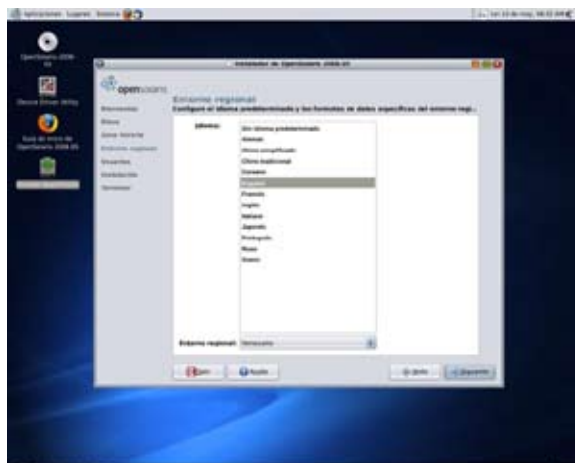 Aplicaciones Lugares Sistema
OpenSolaris 2008.05
Device Driver Utility
Guía de inicio de OpenSolaris 2008.05
Instalador de OpenSolaris 2008.05
opensolaris
Entorno regional
Configure el idioma predeterminado y los formatos de datos específicos del entorno regi...
Bienvenida
Disco
Zona horaria
Entorno regional
Usuarios
Instalación
Terminar
Idioma:
Sin idioma predeterminado
Alemán
Chino simplificado
Chino tradicional
Coreano
Español
Francés
Inglés
Italiano
Japonés
Portugués
Ruso
Sueco
Entorno regional:
Venezuela
Salir
Ayuda
Atrás
Siguiente